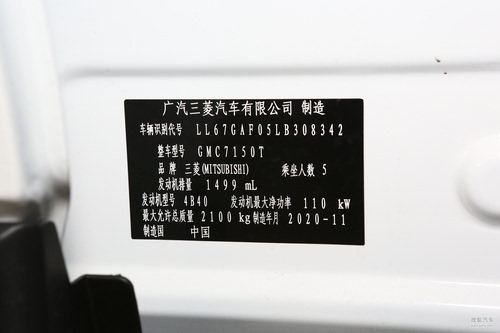 广汽三菱汽车有限公司 制造
车辆识别代号 LL67GAF05LB308342
整车型号 GMC7150T
品 牌 三菱(MITSUBISHI) 乘坐人数 5
发动机排量 1499 mL
发动机型号 4B40 发动机最大净功率 110 kW
最大允许总质量 2100 kg 制造年月 2020-11
制造国 中国
搜狐汽车